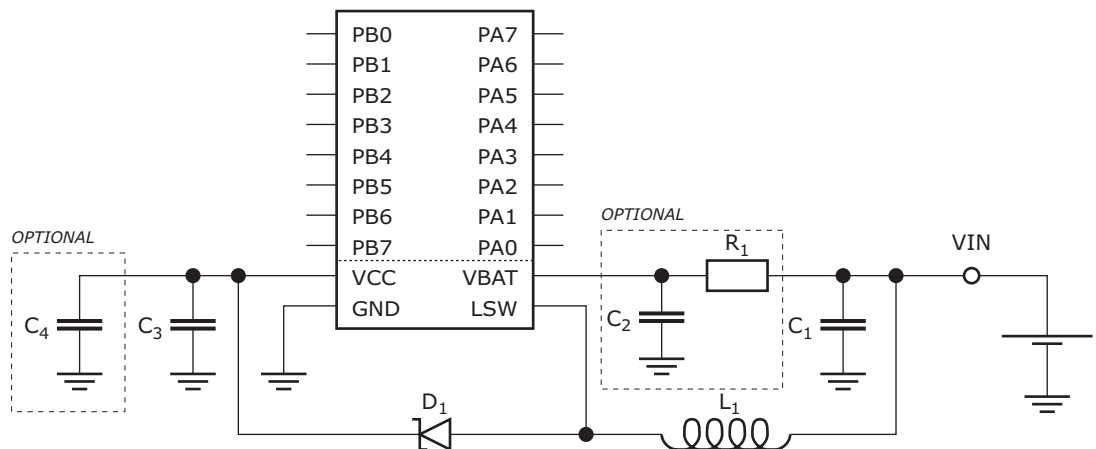 PB0 PA7
PB1 PA6
PB2 PA5
PB3 PA4
PB4 PA3
PB5 PA2
PB6 PA1
OPTIONAL
OPTIONAL
PB7 PA0
R1
VIN
VCC VBAT
GND LSW
C4
C3
C2
C1
D1
L1